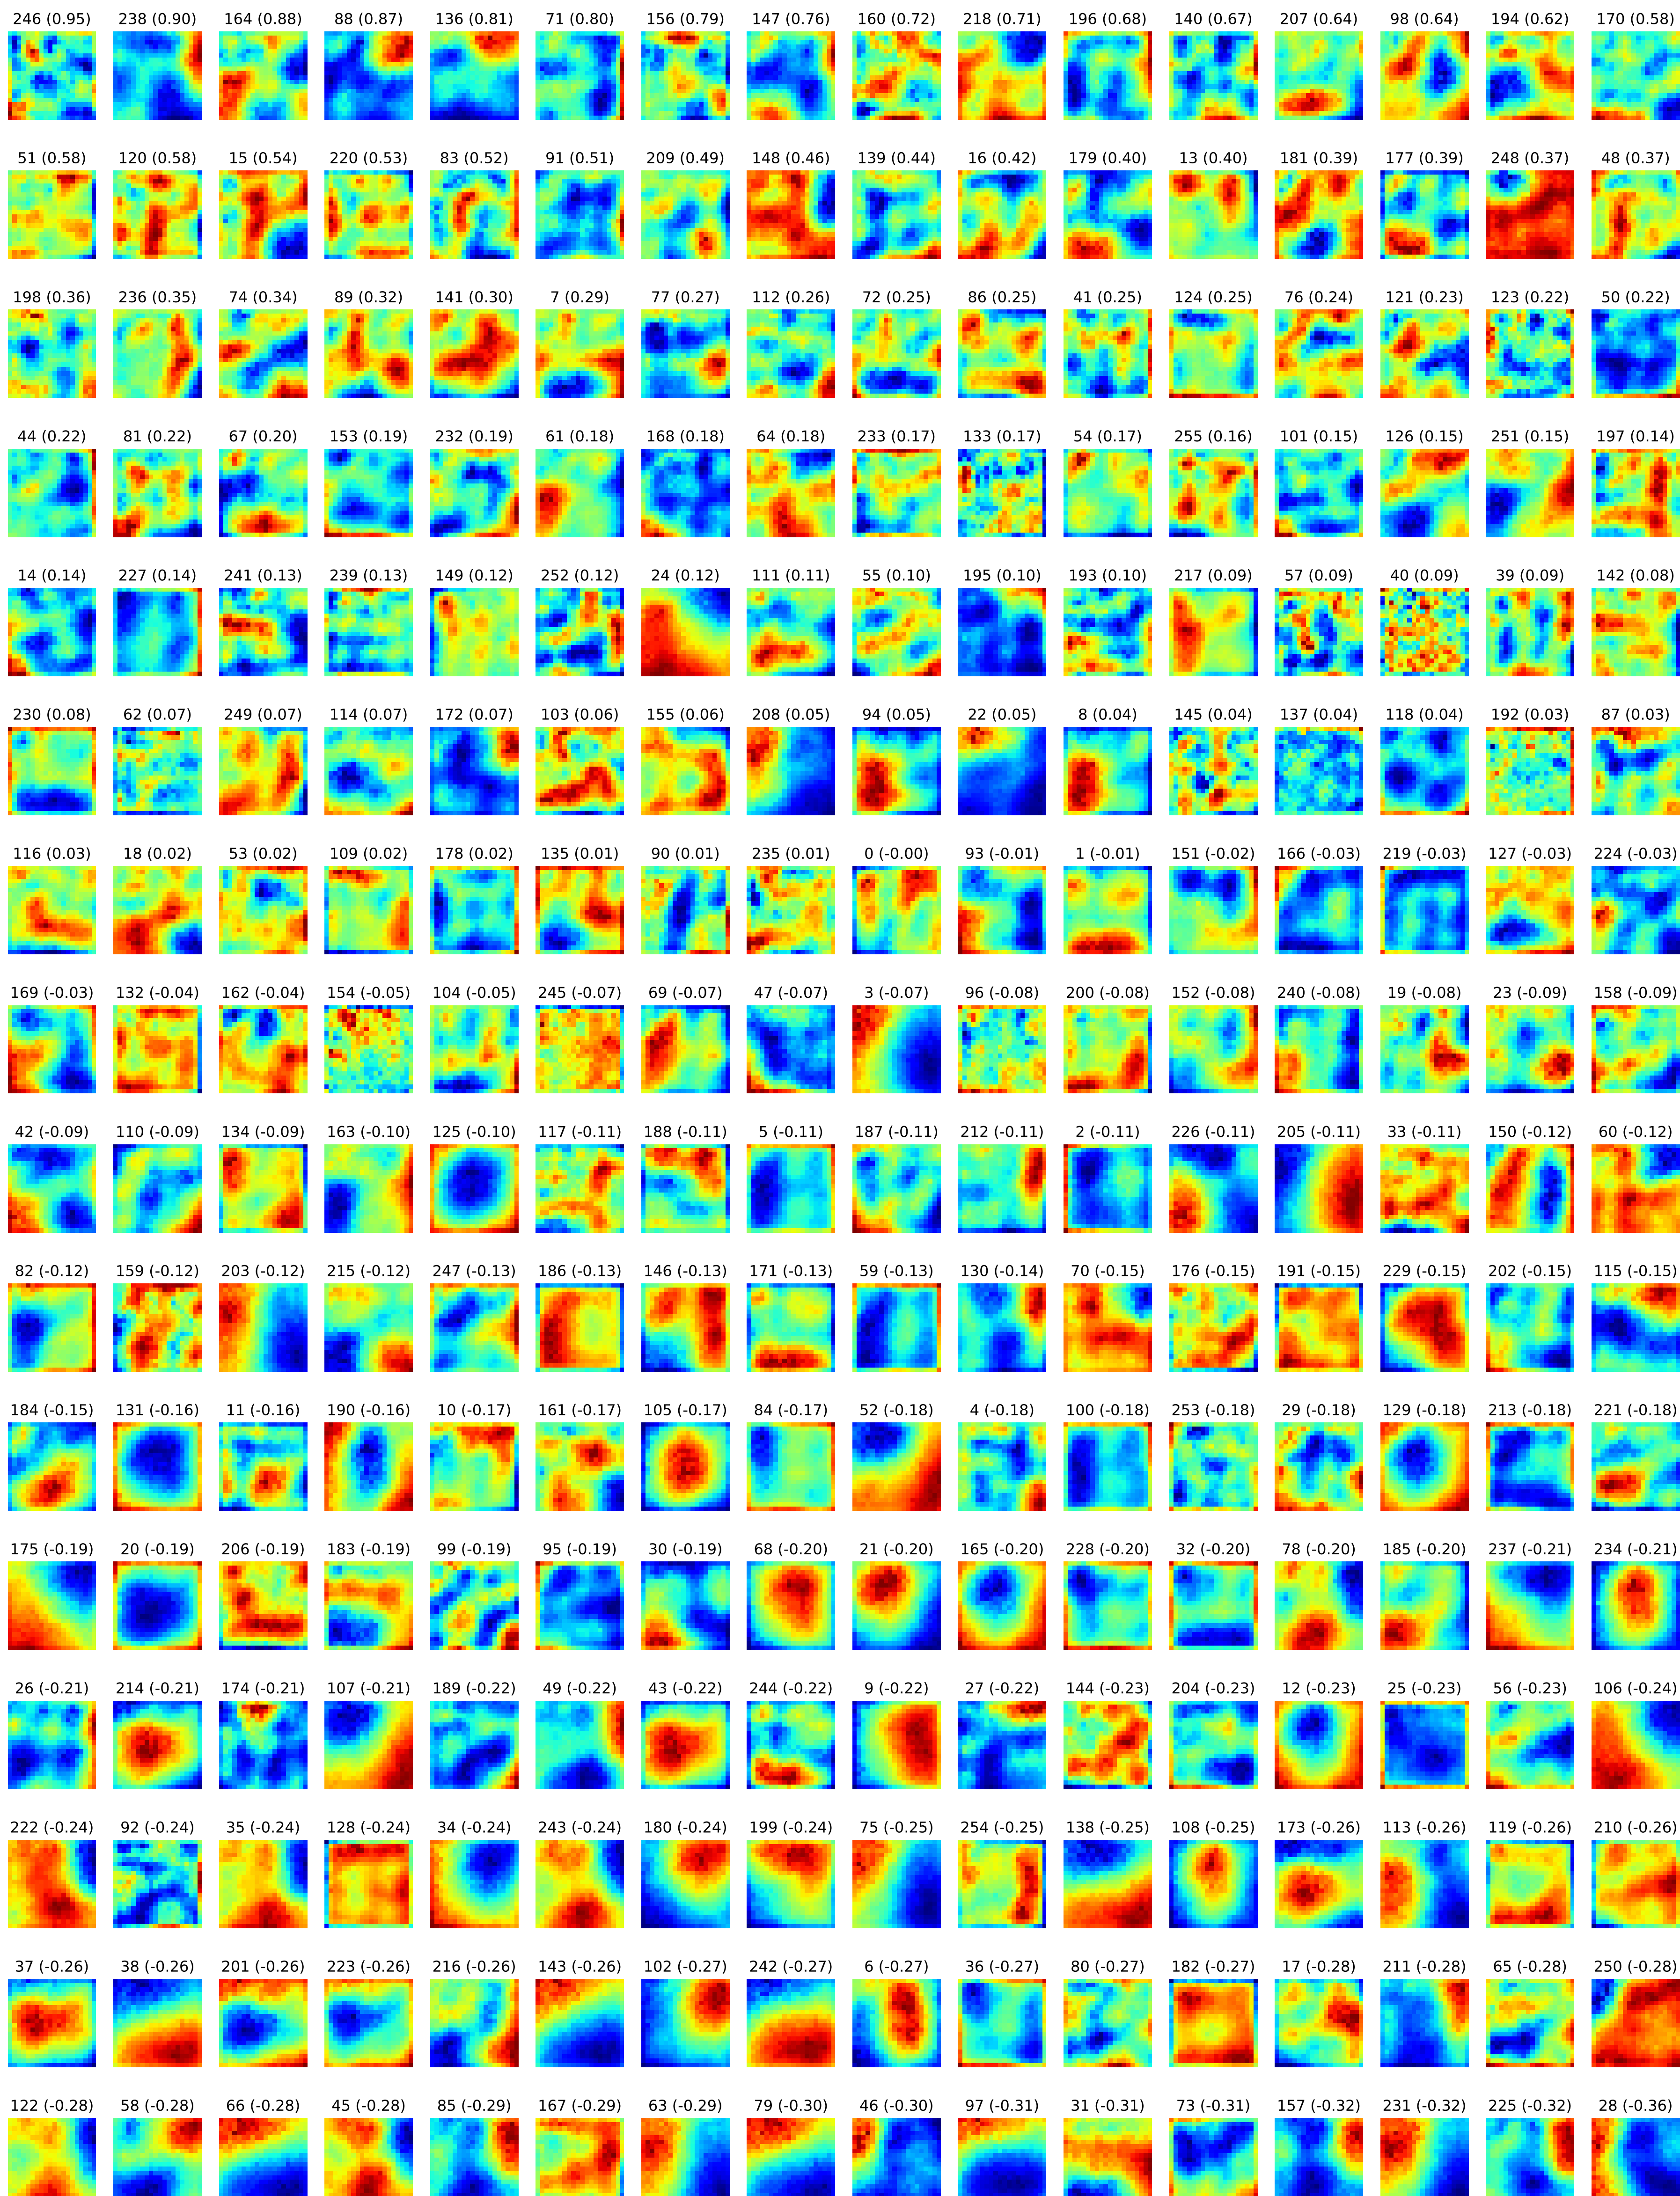 246 (0.95) 238 (0.90) 164 (0.88) 88 (0.87) 136 (0.81) 71 (0.80) 156 (0.79) 147 (0.76) 160 (0.72) 218 (0.71) 196 (0.68) 140 (0.67) 207 (0.64) 98 (0.64) 194 (0.62) 170 (0.58)
51 (0.58) 120 (0.58) 15 (0.54) 220 (0.53) 83 (0.52) 91 (0.51) 209 (0.49) 148 (0.46) 139 (0.44) 16 (0.42) 179 (0.40) 13 (0.40) 181 (0.39) 177 (0.39) 248 (0.37) 48 (0.37)
198 (0.36) 236 (0.35) 74 (0.34) 89 (0.32) 141 (0.30) 7 (0.29) 77 (0.27) 112 (0.26) 72 (0.25) 86 (0.25) 41 (0.25) 124 (0.25) 76 (0.24) 121 (0.23) 123 (0.22) 50 (0.22)
44 (0.22) 81 (0.22) 67 (0.20) 153 (0.19) 232 (0.19) 61 (0.18) 168 (0.18) 64 (0.18) 233 (0.17) 133 (0.17) 54 (0.17) 255 (0.16) 101 (0.15) 126 (0.15) 251 (0.15) 197 (0.14)
14 (0.14) 227 (0.14) 241 (0.13) 239 (0.13) 149 (0.12) 252 (0.12) 24 (0.12) 111 (0.11) 55 (0.10) 195 (0.10) 193 (0.10) 217 (0.09) 57 (0.09) 40 (0.09) 39 (0.09) 142 (0.08)
230 (0.08) 62 (0.07) 249 (0.07) 114 (0.07) 172 (0.07) 103 (0.06) 155 (0.06) 208 (0.05) 94 (0.05) 22 (0.05) 8 (0.04) 145 (0.04) 137 (0.04) 118 (0.04) 192 (0.03) 87 (0.03)
116 (0.03) 18 (0.02) 53 (0.02) 109 (0.02) 178 (0.02) 135 (0.01) 90 (0.01) 235 (0.01) 0 (-0.00) 93 (-0.01) 1 (-0.01) 151 (-0.02) 166 (-0.03) 219 (-0.03) 127 (-0.03) 224 (-0.03)
169 (-0.03) 132 (-0.04) 162 (-0.04) 154 (-0.05) 104 (-0.05) 245 (-0.07) 69 (-0.07) 47 (-0.07) 3 (-0.07) 96 (-0.08) 200 (-0.08) 152 (-0.08) 240 (-0.08) 19 (-0.08) 23 (-0.09) 158 (-0.09)
42 (-0.09) 110 (-0.09) 134 (-0.09) 163 (-0.10) 125 (-0.10) 117 (-0.11) 188 (-0.11) 5 (-0.11) 187 (-0.11) 212 (-0.11) 2 (-0.11) 226 (-0.11) 205 (-0.11) 33 (-0.11) 150 (-0.12) 60 (-0.12)
82 (-0.12) 159 (-0.12) 203 (-0.12) 215 (-0.12) 247 (-0.13) 186 (-0.13) 146 (-0.13) 171 (-0.13) 59 (-0.13) 130 (-0.14) 70 (-0.15) 176 (-0.15) 191 (-0.15) 229 (-0.15) 202 (-0.15) 115 (-0.15)
184 (-0.15) 131 (-0.16) 11 (-0.16) 190 (-0.16) 10 (-0.17) 161 (-0.17) 105 (-0.17) 84 (-0.17) 52 (-0.18) 4 (-0.18) 100 (-0.18) 253 (-0.18) 29 (-0.18) 129 (-0.18) 213 (-0.18) 221 (-0.18)
175 (-0.19) 20 (-0.19) 206 (-0.19) 183 (-0.19) 99 (-0.19) 95 (-0.19) 30 (-0.19) 68 (-0.20) 21 (-0.20) 165 (-0.20) 228 (-0.20) 32 (-0.20) 78 (-0.20) 185 (-0.20) 237 (-0.21) 234 (-0.21)
26 (-0.21) 214 (-0.21) 174 (-0.21) 107 (-0.21) 189 (-0.22) 49 (-0.22) 43 (-0.22) 244 (-0.22) 9 (-0.22) 27 (-0.22) 144 (-0.23) 204 (-0.23) 12 (-0.23) 25 (-0.23) 56 (-0.23) 106 (-0.24)
222 (-0.24) 92 (-0.24) 35 (-0.24) 128 (-0.24) 34 (-0.24) 243 (-0.24) 180 (-0.24) 199 (-0.24) 75 (-0.25) 254 (-0.25) 138 (-0.25) 108 (-0.25) 173 (-0.26) 113 (-0.26) 119 (-0.26) 210 (-0.26)
37 (-0.26) 38 (-0.26) 201 (-0.26) 223 (-0.26) 216 (-0.26) 143 (-0.26) 102 (-0.27) 242 (-0.27) 6 (-0.27) 36 (-0.27) 80 (-0.27) 182 (-0.27) 17 (-0.28) 211 (-0.28) 65 (-0.28) 250 (-0.28)
122 (-0.28) 58 (-0.28) 66 (-0.28) 45 (-0.28) 85 (-0.29) 167 (-0.29) 63 (-0.29) 79 (-0.30) 46 (-0.30) 97 (-0.31) 31 (-0.31) 73 (-0.31) 157 (-0.32) 231 (-0.32) 225 (-0.32) 28 (-0.36)